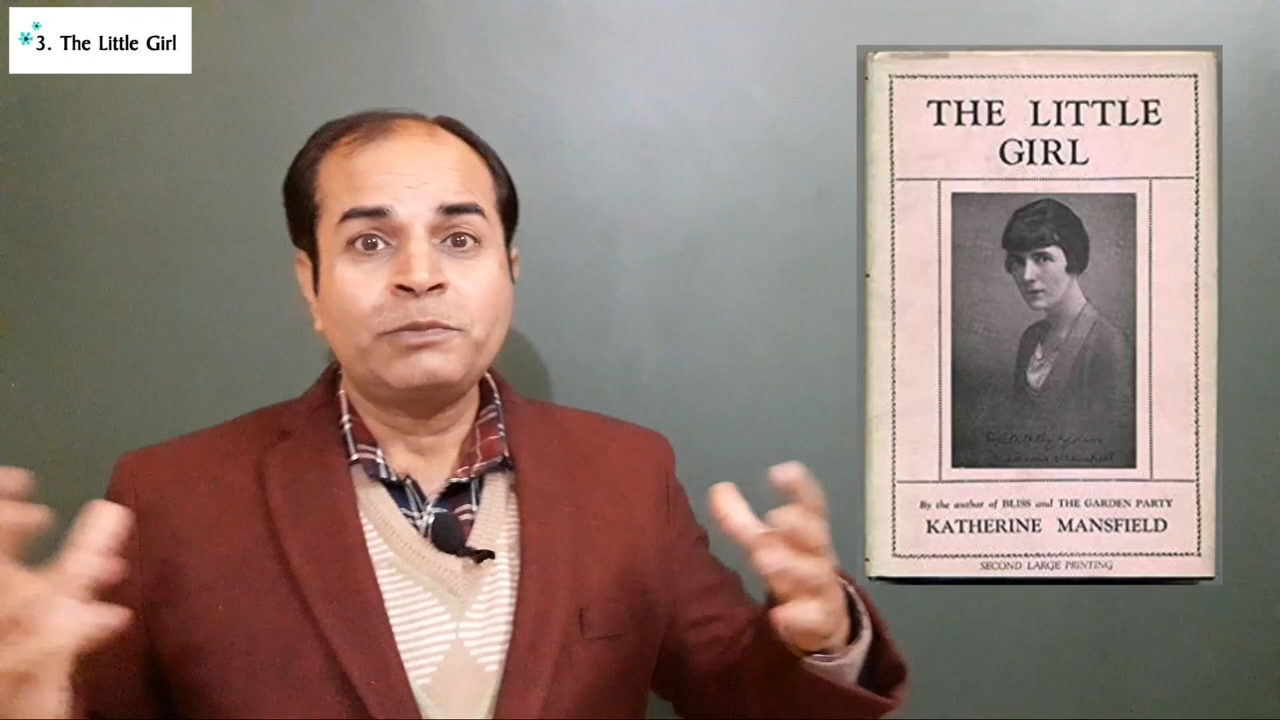 3. The Little Girl
THE LITTLE
GIRL
By the author of BLISS and THE GARDEN PARTY
KATHERINE MANSFIELD
SECOND LARGE PRINTING